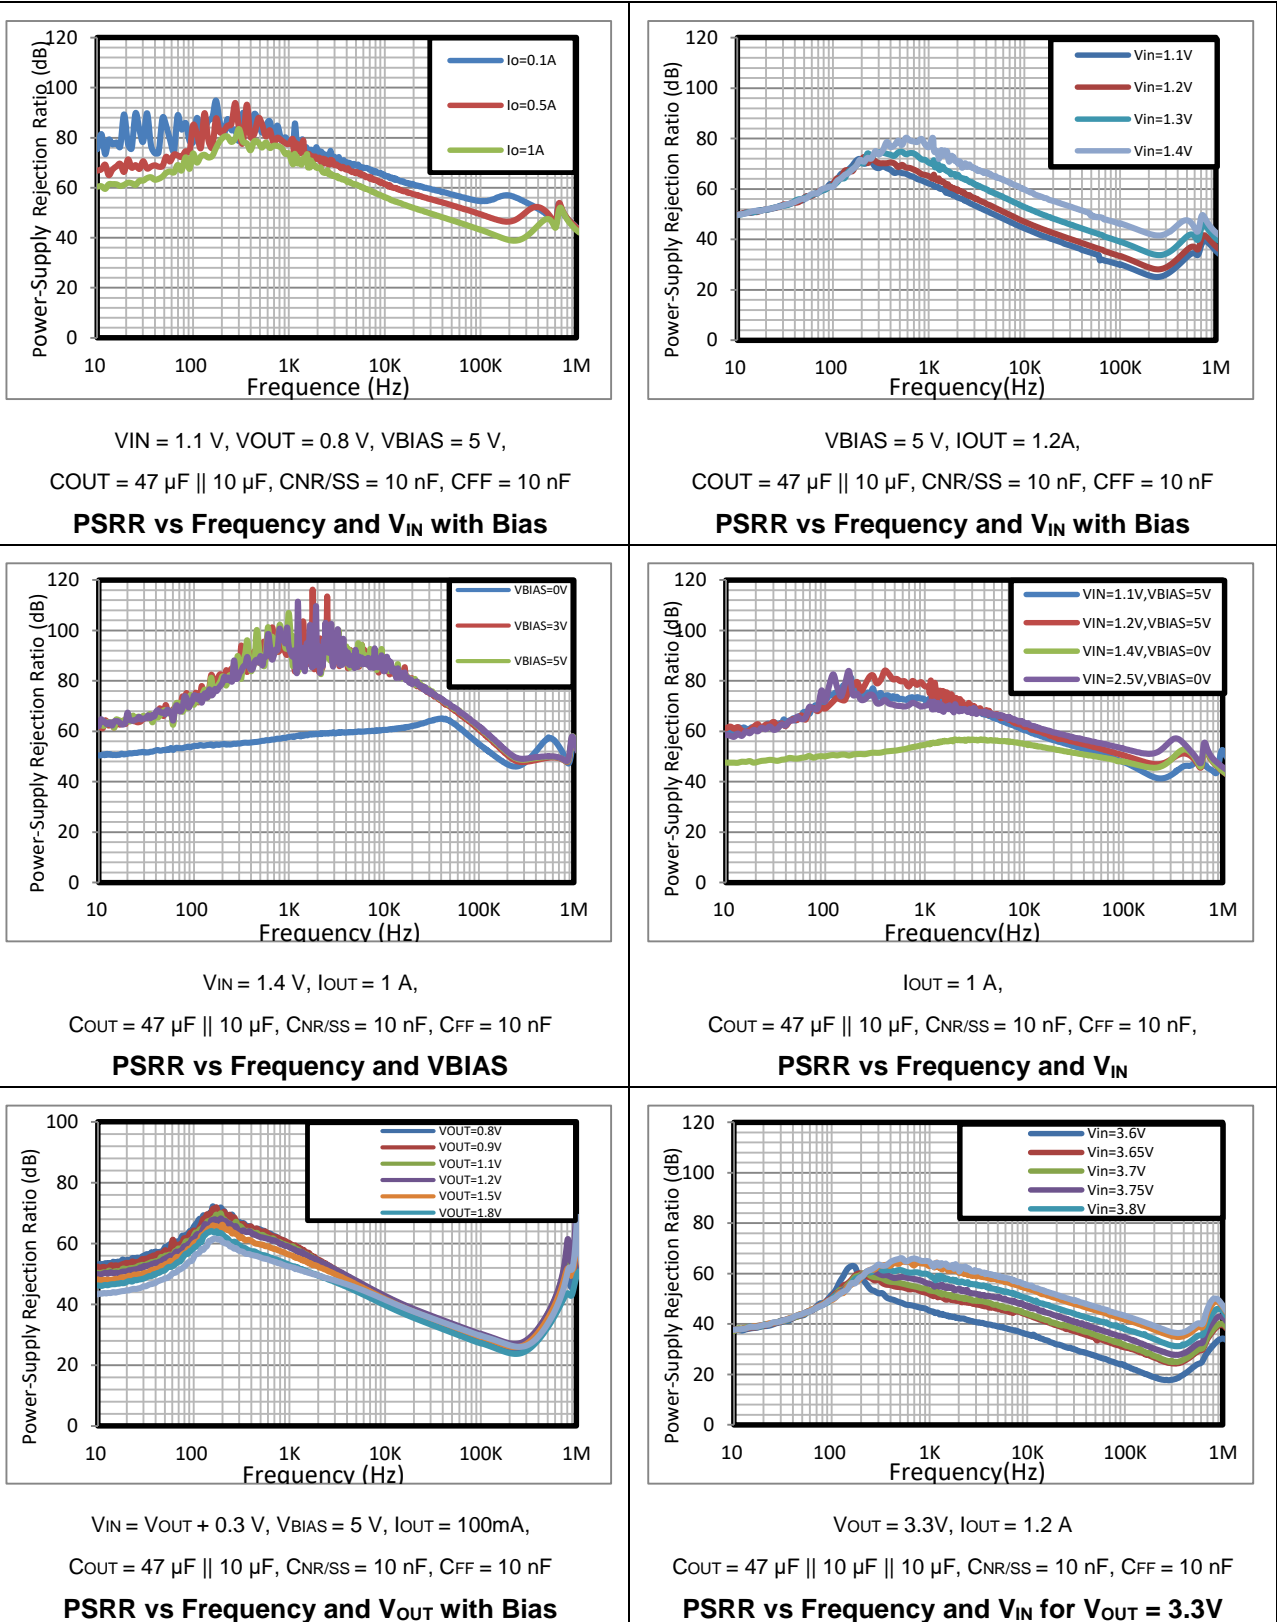 120
100
80
60
40
20
0
Power-Supply Rejection Ratio (dB)
Io=0.1A
Io=0.5A
Io=1A
10 100 1K 10K 100K 1M
Frequence (Hz)
VIN = 1.1 V, VOUT = 0.8 V, VBIAS = 5 V,
COUT = 47 µF || 10 µF, CNR/SS = 10 nF, CFF = 10 nF
PSRR vs Frequency and VIN with Bias
120
100
80
60
40
20
0
Power-Supply Rejection Ratio (dB)
Vin=1.1V
Vin=1.2V
Vin=1.3V
Vin=1.4V
10 100 1K 10K 100K 1M
Frequency(Hz)
VBIAS = 5 V, IOUT = 1.2A,
COUT = 47 µF || 10 µF, CNR/SS = 10 nF, CFF = 10 nF
PSRR vs Frequency and VIN with Bias
120
100
80
60
40
20
0
Power-Supply Rejection Ratio (dB)
VBIAS=0V
VBIAS=3V
VBIAS=5V
10 100 1K 10K 100K 1M
Frequency (Hz)
VIN = 1.4 V, IOUT = 1 A,
COUT = 47 µF || 10 µF, CNR/SS = 10 nF, CFF = 10 nF
PSRR vs Frequency and VBIAS
120
100
80
60
40
20
0
Power-Supply Rejection Ratio (dB)
VIN=1.1V,VBIAS=5V
VIN=1.2V,VBIAS=5V
VIN=1.4V,VBIAS=0V
VIN=2.5V,VBIAS=0V
10 100 1K 10K 100K 1M
Frequency(Hz)
IOUT = 1 A,
COUT = 47 µF || 10 µF, CNR/SS = 10 nF, CFF = 10 nF,
PSRR vs Frequency and VIN
100
80
60
40
20
0
Power-Supply Rejection Ratio (dB)
VOUT=0.8V
VOUT=0.9V
VOUT=1.1V
VOUT=1.2V
VOUT=1.5V
VOUT=1.8V
10 100 1K 10K 100K 1M
Frequency (Hz)
VIN = VOUT + 0.3 V, VBIAS = 5 V, IOUT = 100mA,
COUT = 47 µF || 10 µF, CNR/SS = 10 nF, CFF = 10 nF
PSRR vs Frequency and VOUT with Bias
120
100
80
60
40
20
0
Power-Supply Rejection Ratio (dB)
Vin=3.6V
Vin=3.65V
Vin=3.7V
Vin=3.75V
Vin=3.8V
10 100 1K 10K 100K 1M
Frequency(Hz)
VOUT = 3.3V, IOUT = 1.2 A
COUT = 47 µF || 10 µF || 10 µF, CNR/SS = 10 nF, CFF = 10 nF
PSRR vs Frequency and VIN for VOUT = 3.3V